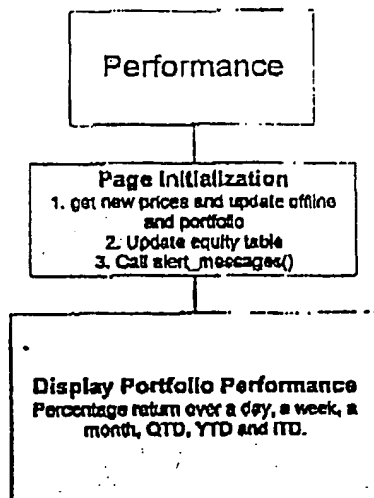 Performance
Page Initialization
1. get new prices and update offline
and portfolio
2. Update equity table
3. Call alert_messages()
Display Portfolio Performance
Percentage return over a day, a week, a
month, QTD, YTD and ITD.